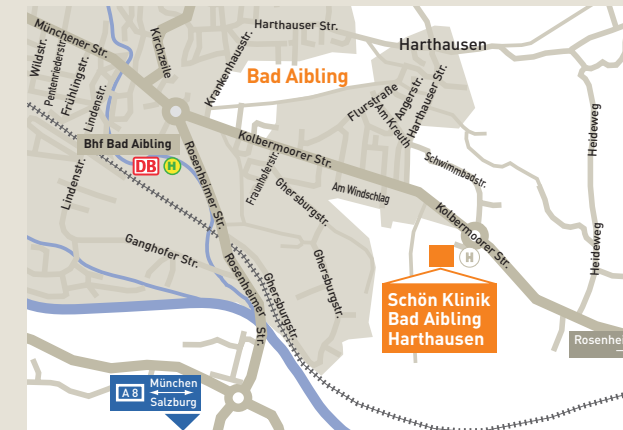 Münchener Str.
Kirchzeile
Harthauser Str.
Harthausen
Wildstr.
Pentenriederstr.
Frühlingstr.
Lindenstr.
Krankenhausstr.
Bad Aibling
Flurstraße
Am Kreuth
Angerstr.
Harthauser Str.
Heideweg
Bhf Bad Aibling
DB
H
Kolbermoorer Str.
Rosenheimer Str.
Fraunhoferstr.
Ghersburgstr.
Am Windschlag
Schwimmbadstr.
Lindenstr.
Kolbermoorer Str.
Ganghofer Str.
Rosenheimer Str.
Ghersburgstr.
Ghersburgstr.
H
Heideweg
Schön Klinik
Bad Aibling
Harthausen
A 8
München
Salzburg